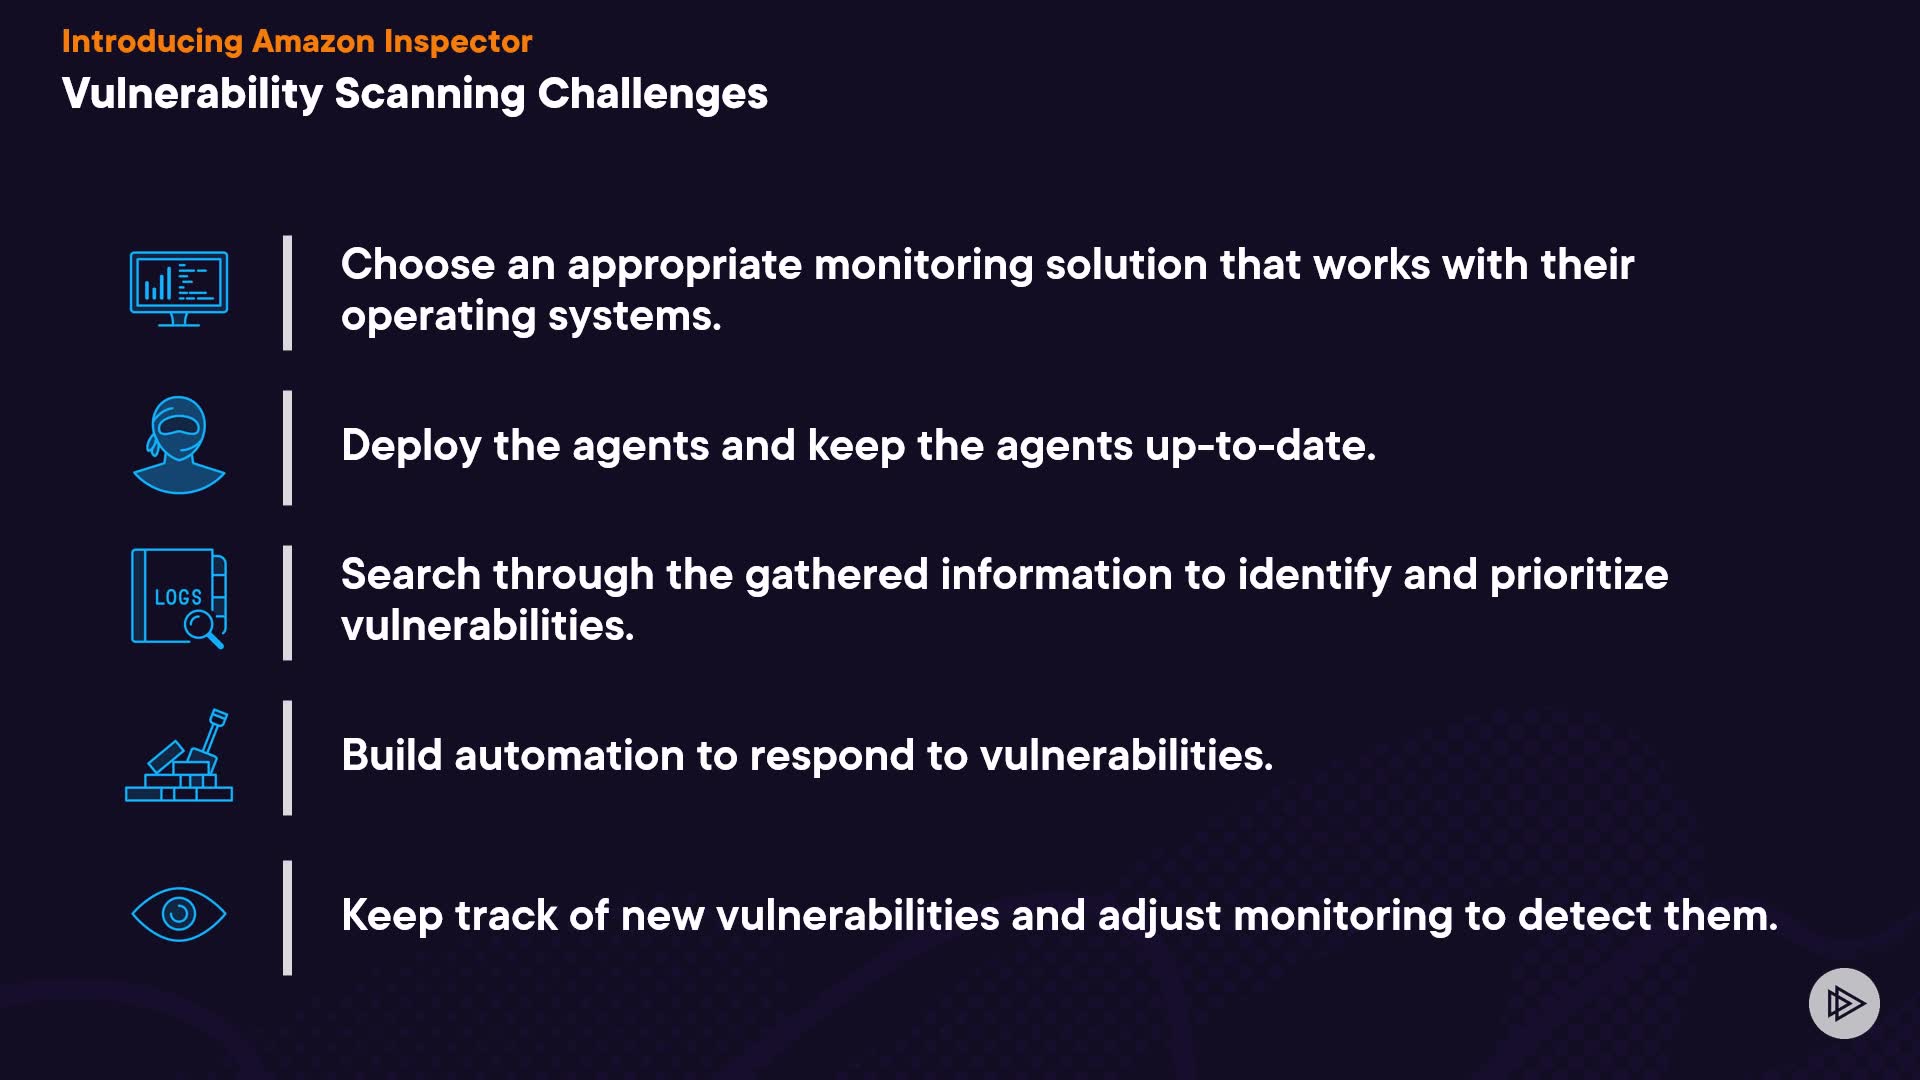 Introducing Amazon Inspector
Vulnerability Scanning Challenges
Choose an appropriate monitoring solution that works with their
operating systems.
Deploy the agents and keep the agents up-to-date.
Search through the gathered information to identify and prioritize
vulnerabilities.
LOGS
Build automation to respond to vulnerabilities.
Keep track of new vulnerabilities and adjust monitoring to detect them.